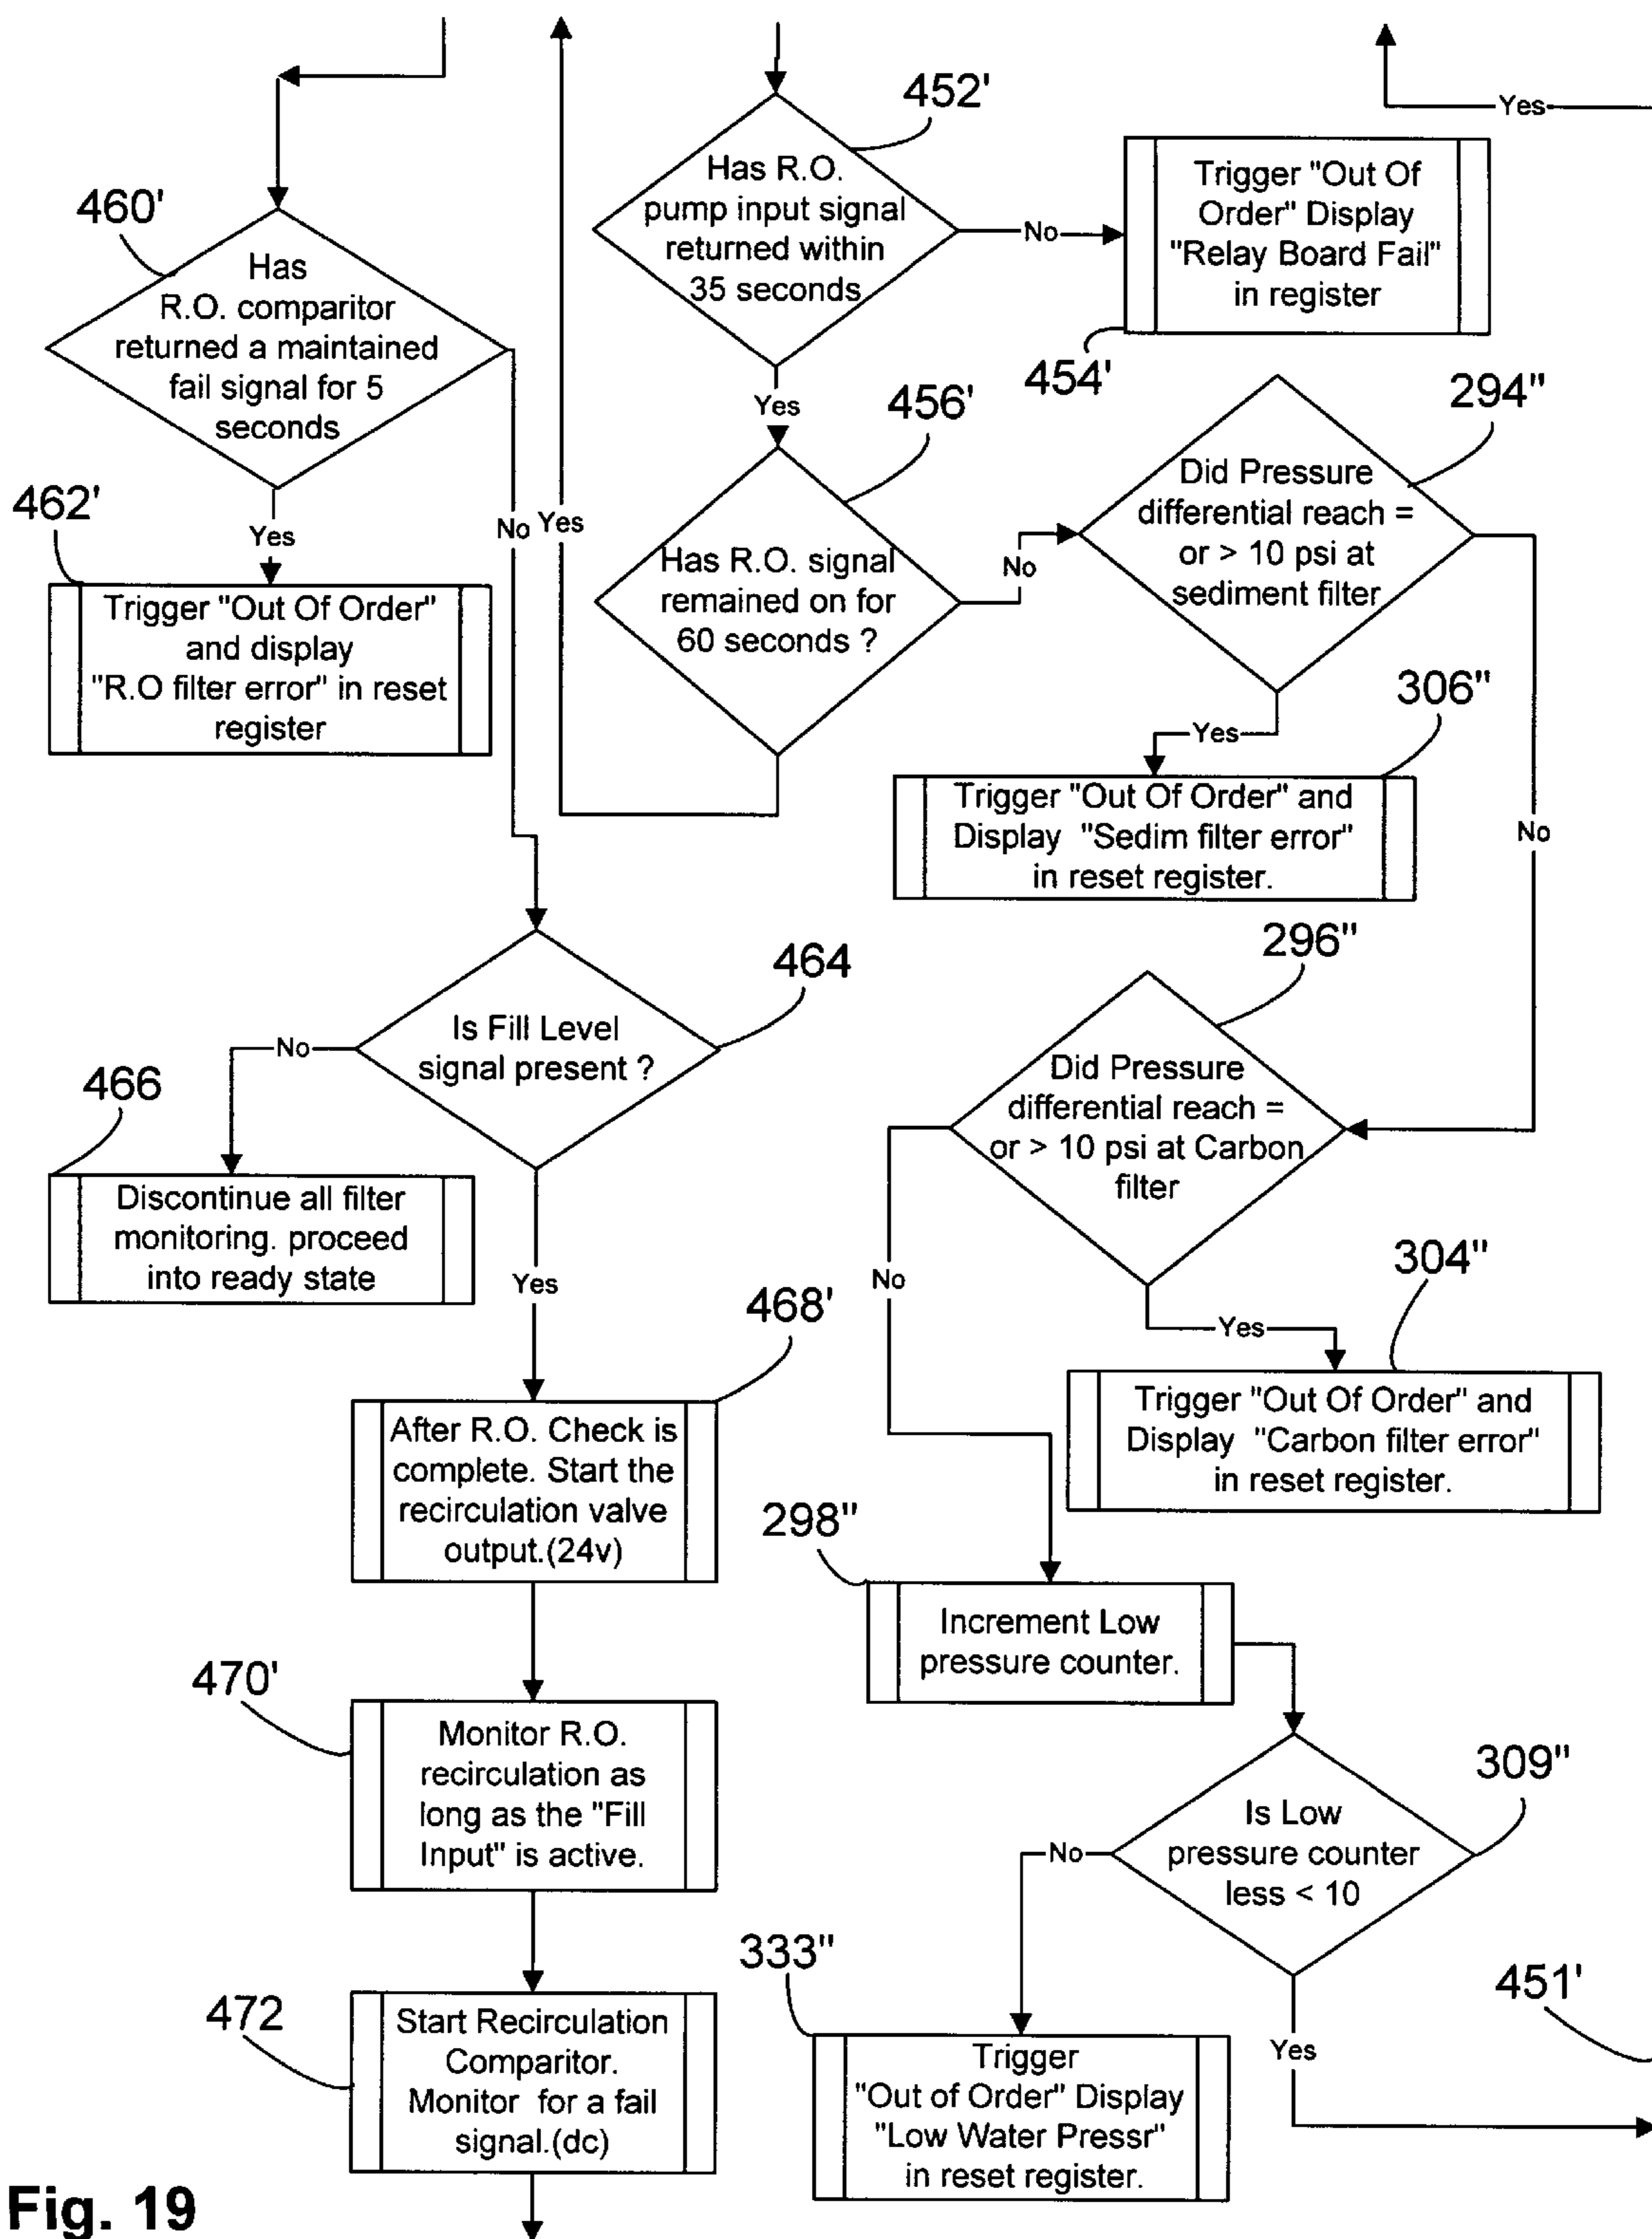 452'
Yes
Has R.O.
pump input signal
returned within
35 seconds
No
Trigger "Out Of
Order" Display
"Relay Board Fail"
in register
454'
460'
Has
R.O. comparitor
returned a maintained
fail signal for 5
seconds
Yes
No
Yes
462'
Trigger "Out Of Order"
and display
"R.O filter error" in reset
register
Yes
456'
Has R.O. signal
remained on for
60 seconds ?
No
294"
Did Pressure
differential reach =
or > 10 psi at
sediment filter
Yes
No
306"
Trigger "Out Of Order" and
Display "Sedim filter error"
in reset register.
464
Is Fill Level
signal present ?
No
466
Discontinue all filter
monitoring. proceed
into ready state
Yes
296"
Did Pressure
differential reach =
or > 10 psi at Carbon
filter
No
Yes
304"
Trigger "Out Of Order" and
Display "Carbon filter error"
in reset register.
468'
After R.O. Check is
complete. Start the
recirculation valve
output.(24v)
298"
Increment Low
pressure counter.
470'
Monitor R.O.
recirculation as
long as the "Fill
Input" is active.
309"
Is Low
pressure counter
less < 10
No
Yes
333"
Trigger
"Out of Order" Display
"Low Water Pressr"
in reset register.
451'
472
Start Recirculation
Comparitor.
Monitor for a fail
signal.(dc)
Fig. 19